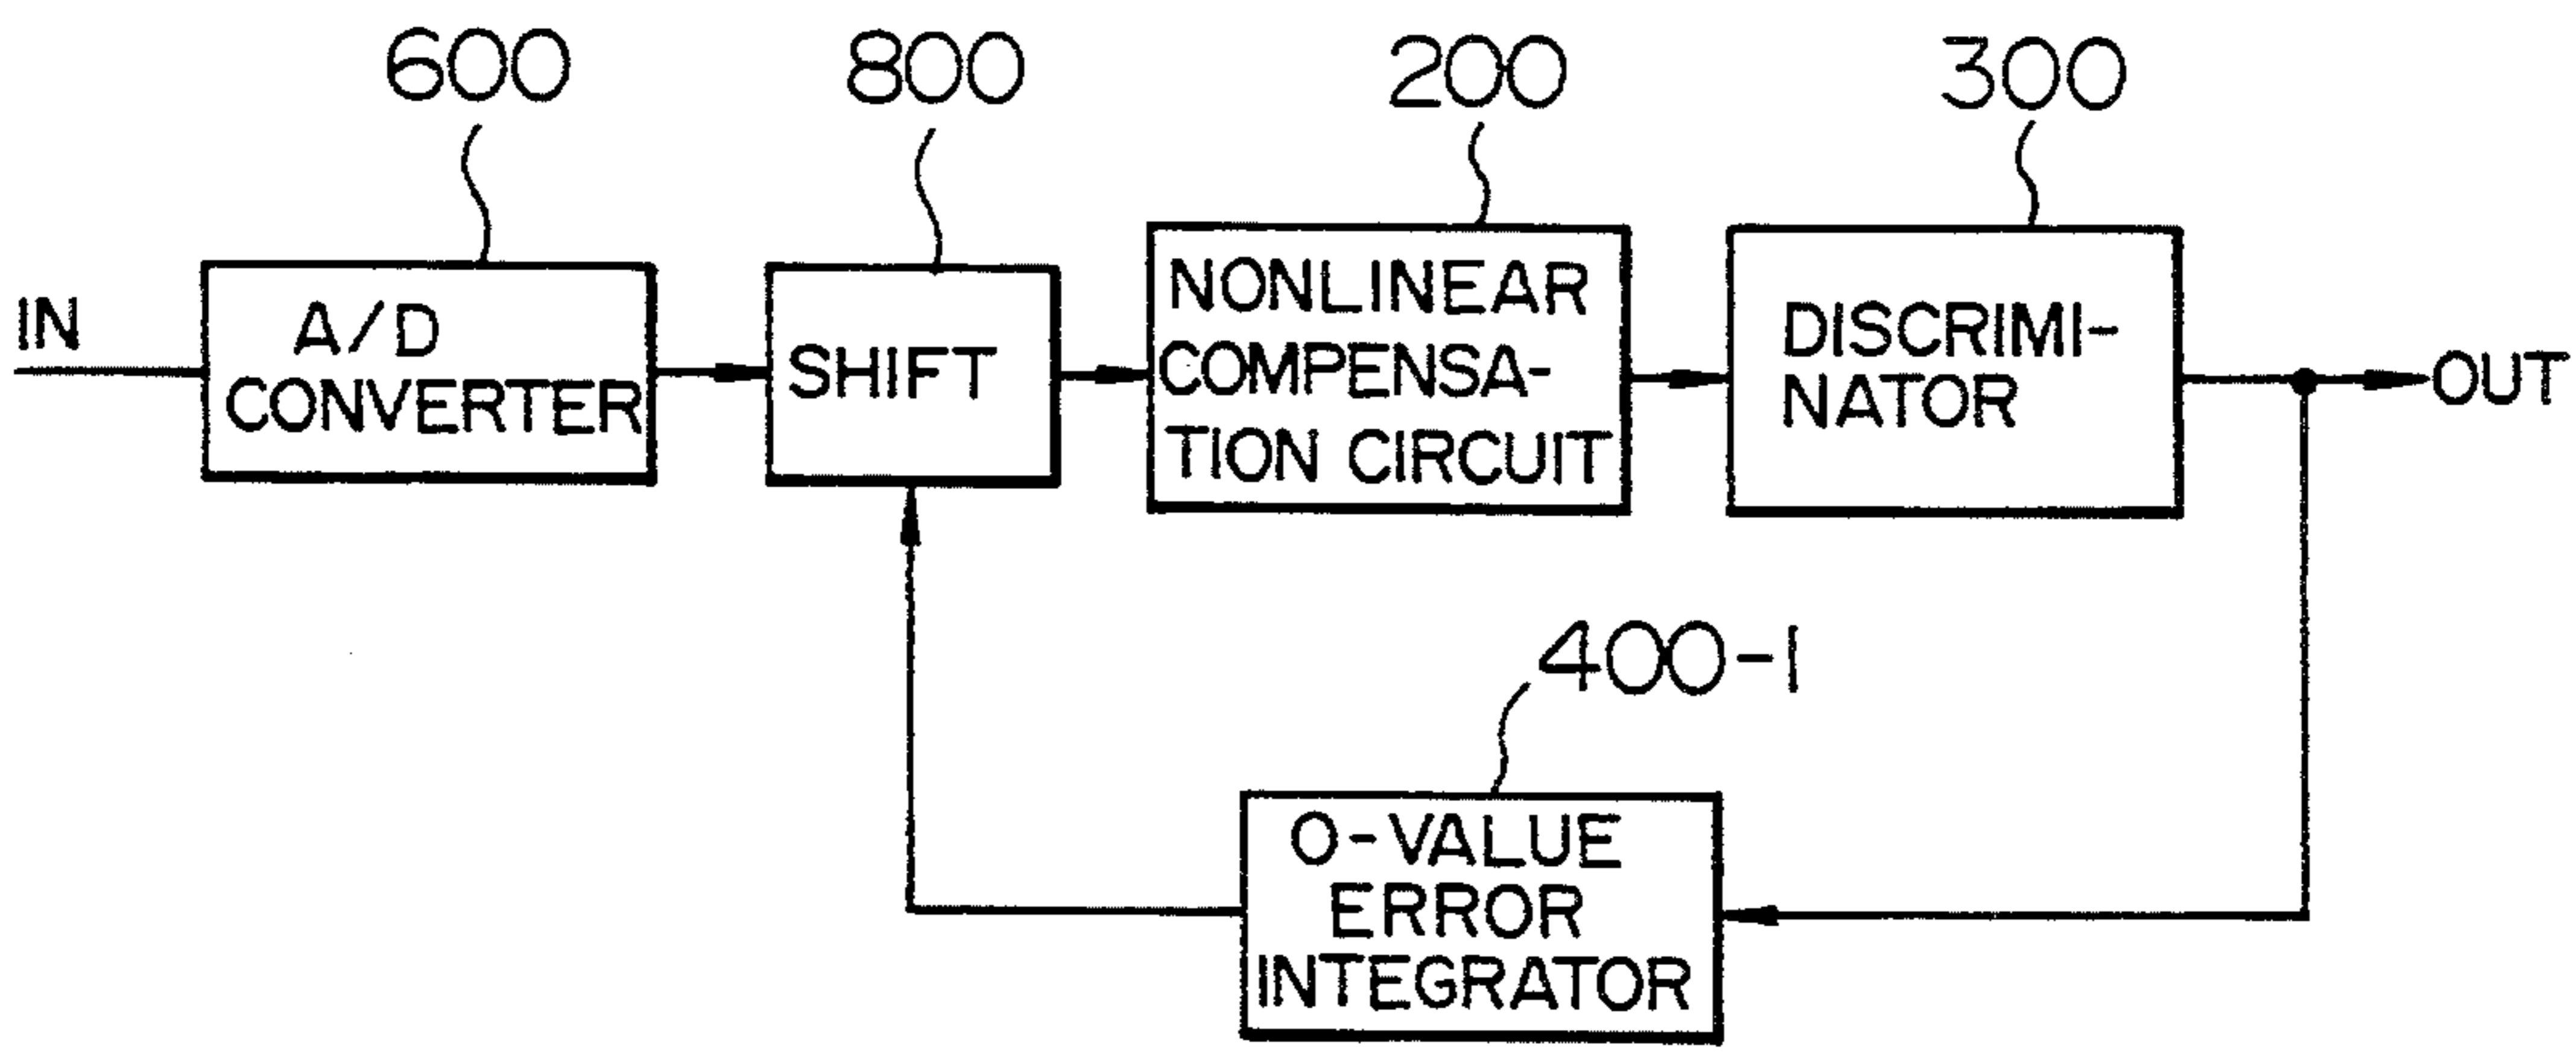 600
800
200
300
IN
A/D
CONVERTER
SHIFT
NONLINEAR
COMPENSA-
TION CIRCUIT
DISCRIMI-
NATOR
OUT
400-1
0-VALUE
ERROR
INTEGRATOR